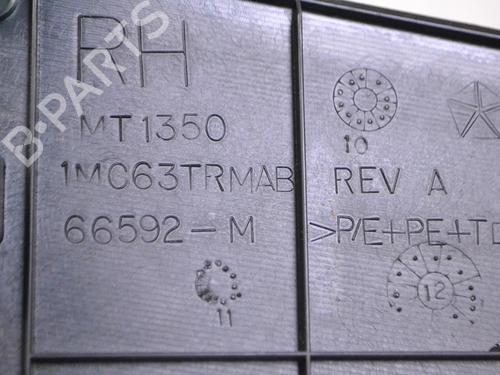 RH
B-PARTS
MT1350
10
1MC63TRMAB REV A
66592-M >P/E+PE+T
11
12